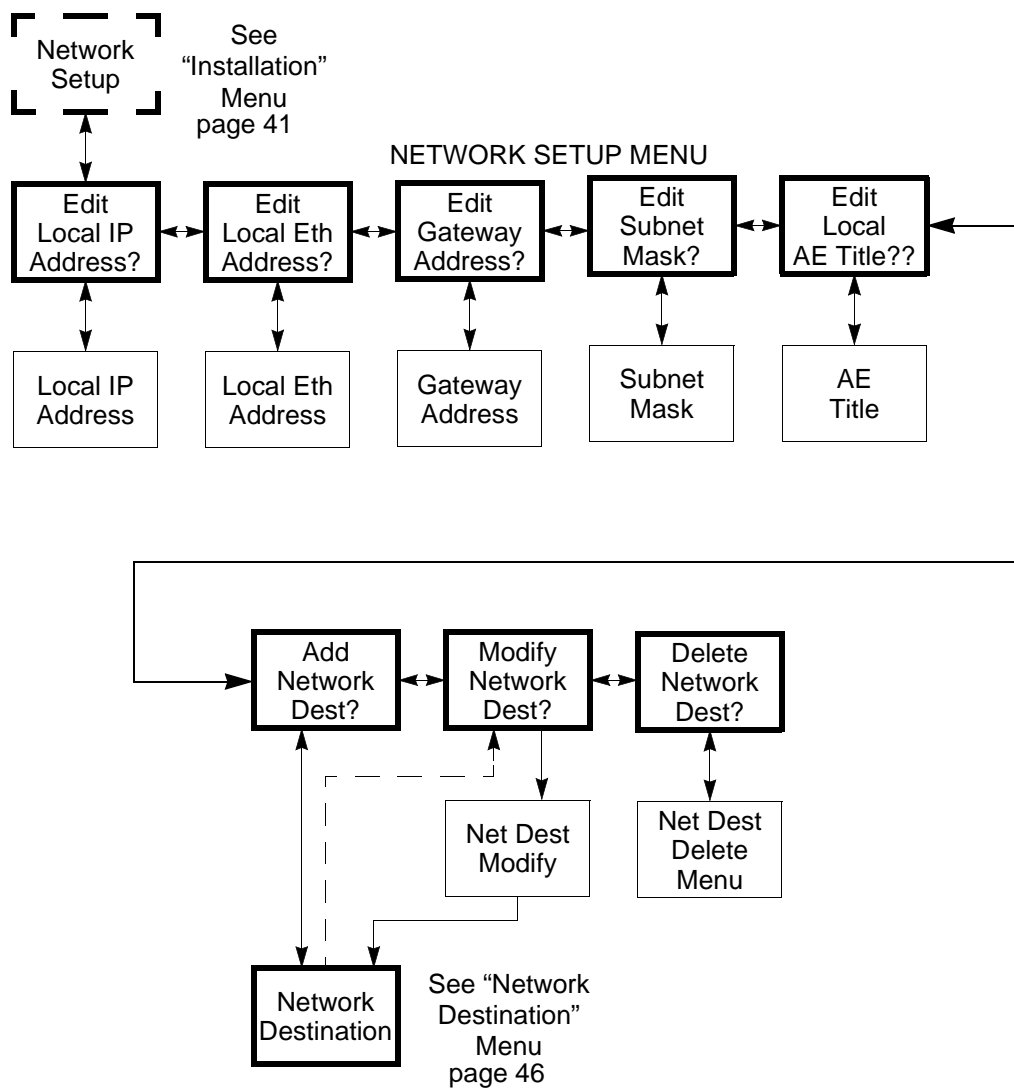 Network
Setup
See
“Installation”
Menu
page 41
NETWORK SETUP MENU
Edit
Local IP
Address?
Edit
Local Eth
Address?
Edit
Gateway
Address?
Edit
Subnet
Mask?
Edit
Local
AE Title??
Local IP
Address
Local Eth
Address
Gateway
Address
Subnet
Mask
AE
Title
Add
Network
Dest?
Modify
Network
Dest?
Delete
Network
Dest?
Net Dest
Modify
Net Dest
Delete
Menu
Network
Destination
See “Network
Destination”
Menu
page 46